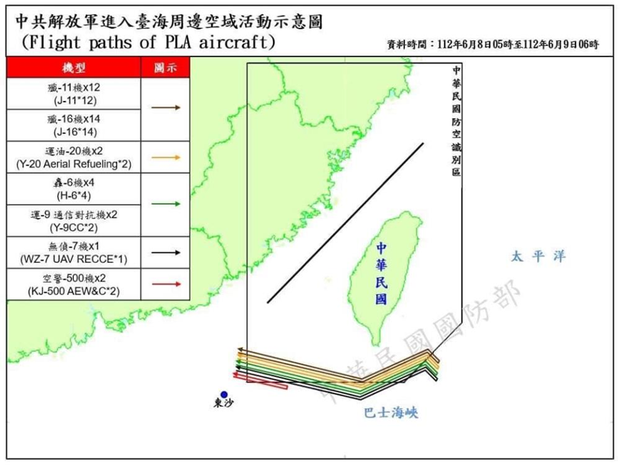 中共解放軍進入臺海周邊空域活動示意圖
(Flight paths of PLA aircraft)
資料時間：112年6月8日05時至112年6月9日06時
機型 圖示
殲-11機x12
(J-11*12)
殲-16機x14
(J-16*14)
運油-20機x2
(Y-20 Aerial Refueling*2)
轟-6機x4
(H-6*4)
運-9 通信對抗機x2
(Y-9CC*2)
無偵-7機x1
(WZ-7 UAV RECCE*1)
空警-500機x2
(KJ-500 AEW&C*2)
中華民國防空識別區
中華民國
太平洋
中華民國國防部
東沙
巴士海峽